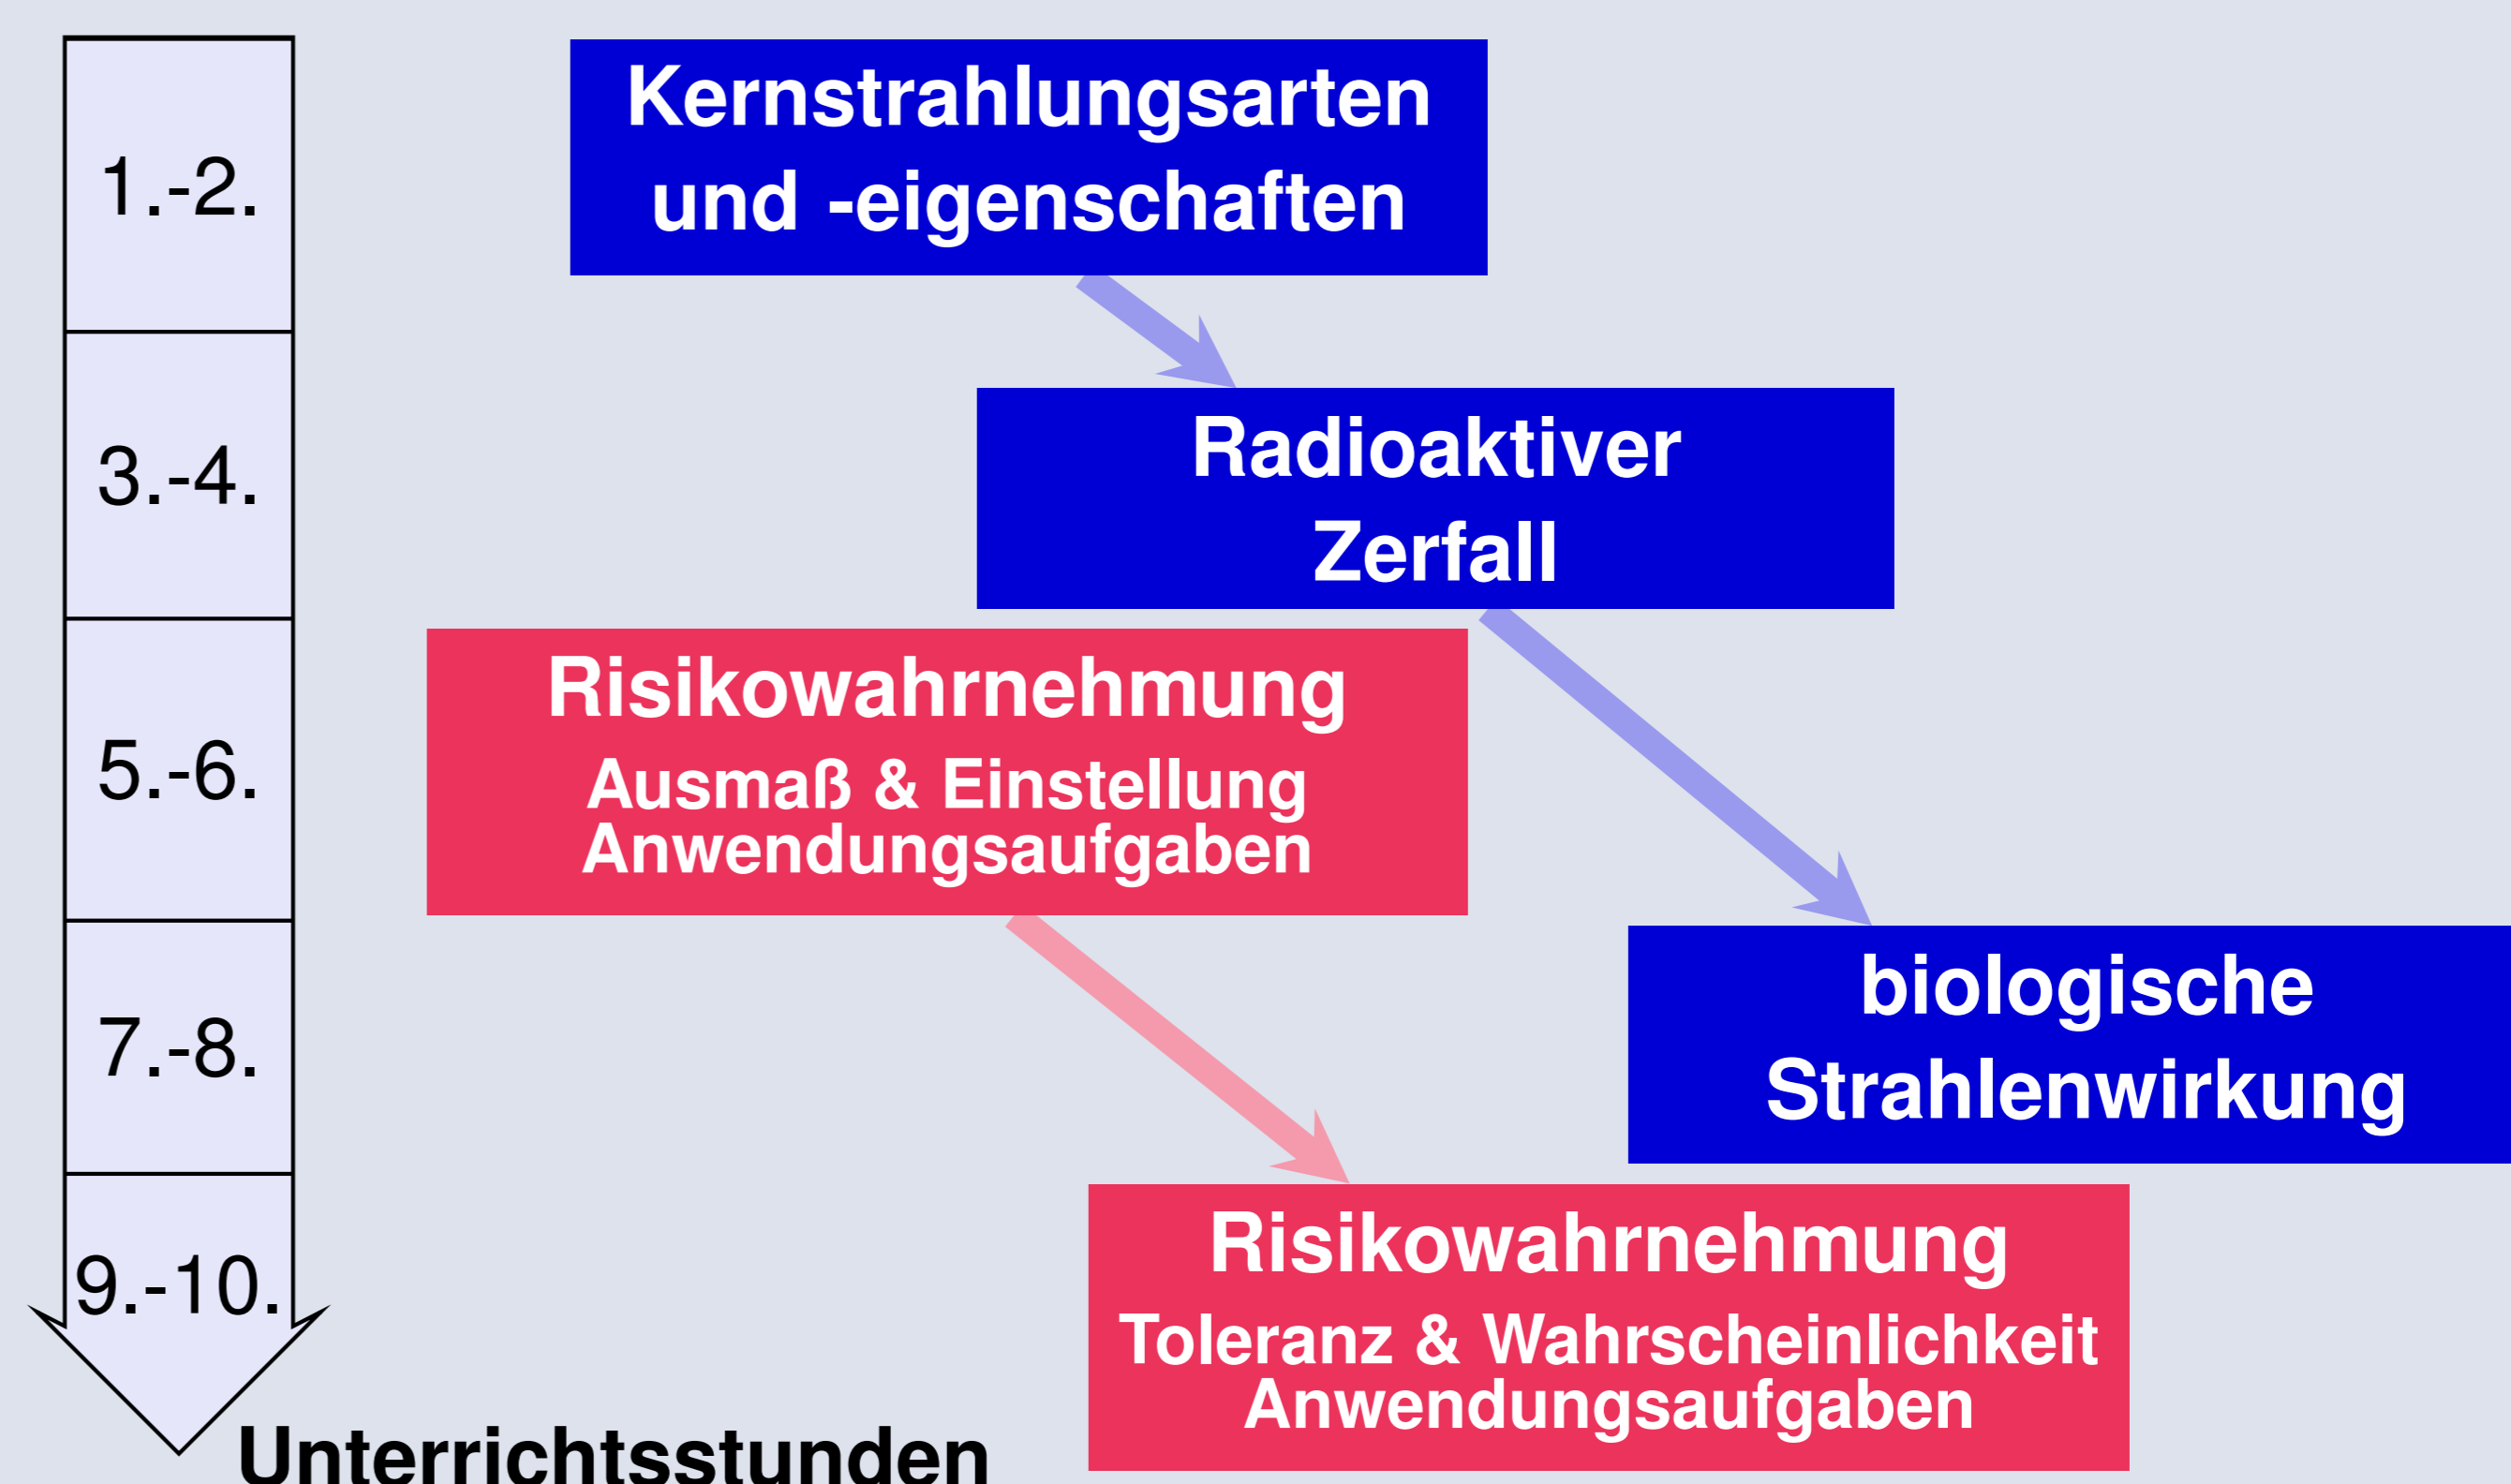 1.-2.
Kernstrahlungsarten
und -eigenschaften
3.-4.
Radioaktiver
Zerfall
5.-6.
Risikowahrnehmung
Ausmaß & Einstellung
Anwendungsaufgaben
7.-8.
biologische
Strahlenwirkung
9.-10.
Risikowahrnehmung
Toleranz & Wahrscheinlichkeit
Anwendungsaufgaben
Unterrichtsstunden